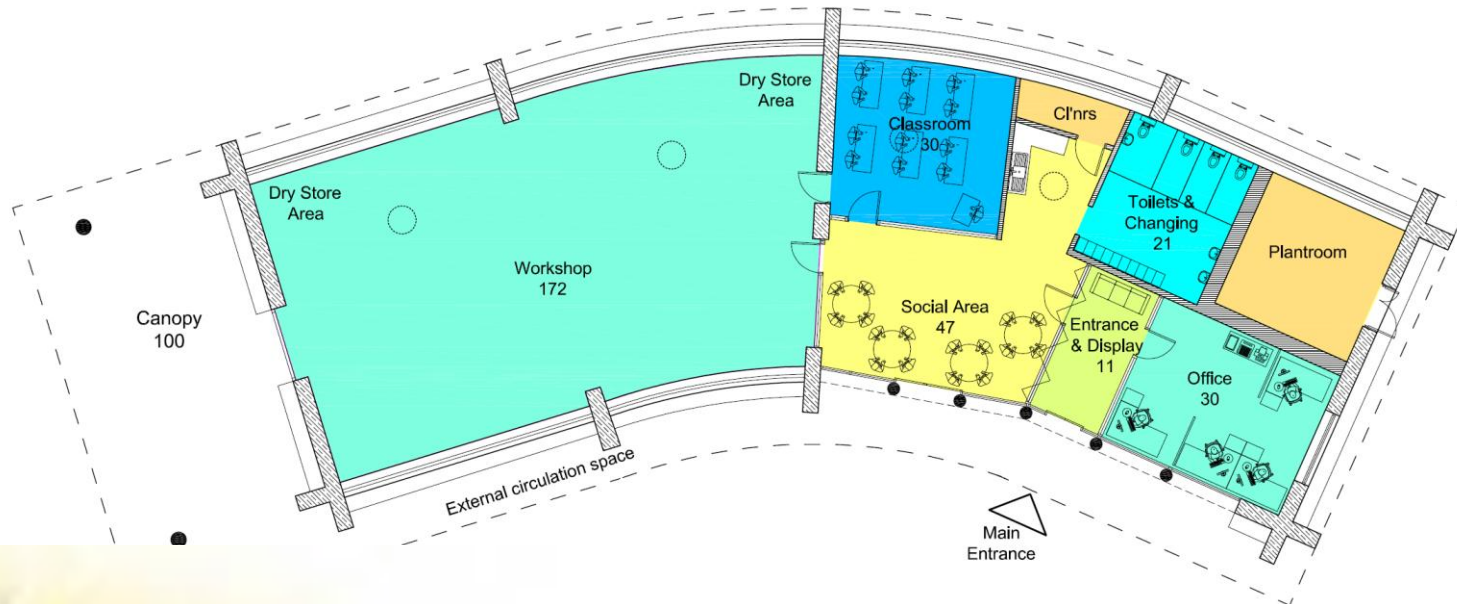 Dry Store
Area
Classroom
30
Cl'nrs
Dry Store
Area
Toilets &
Changing
21
Plantroom
Workshop
172
Canopy
100
Social Area
47
Entrance
& Display
11
Office
30
External circulation space
Main
Entrance